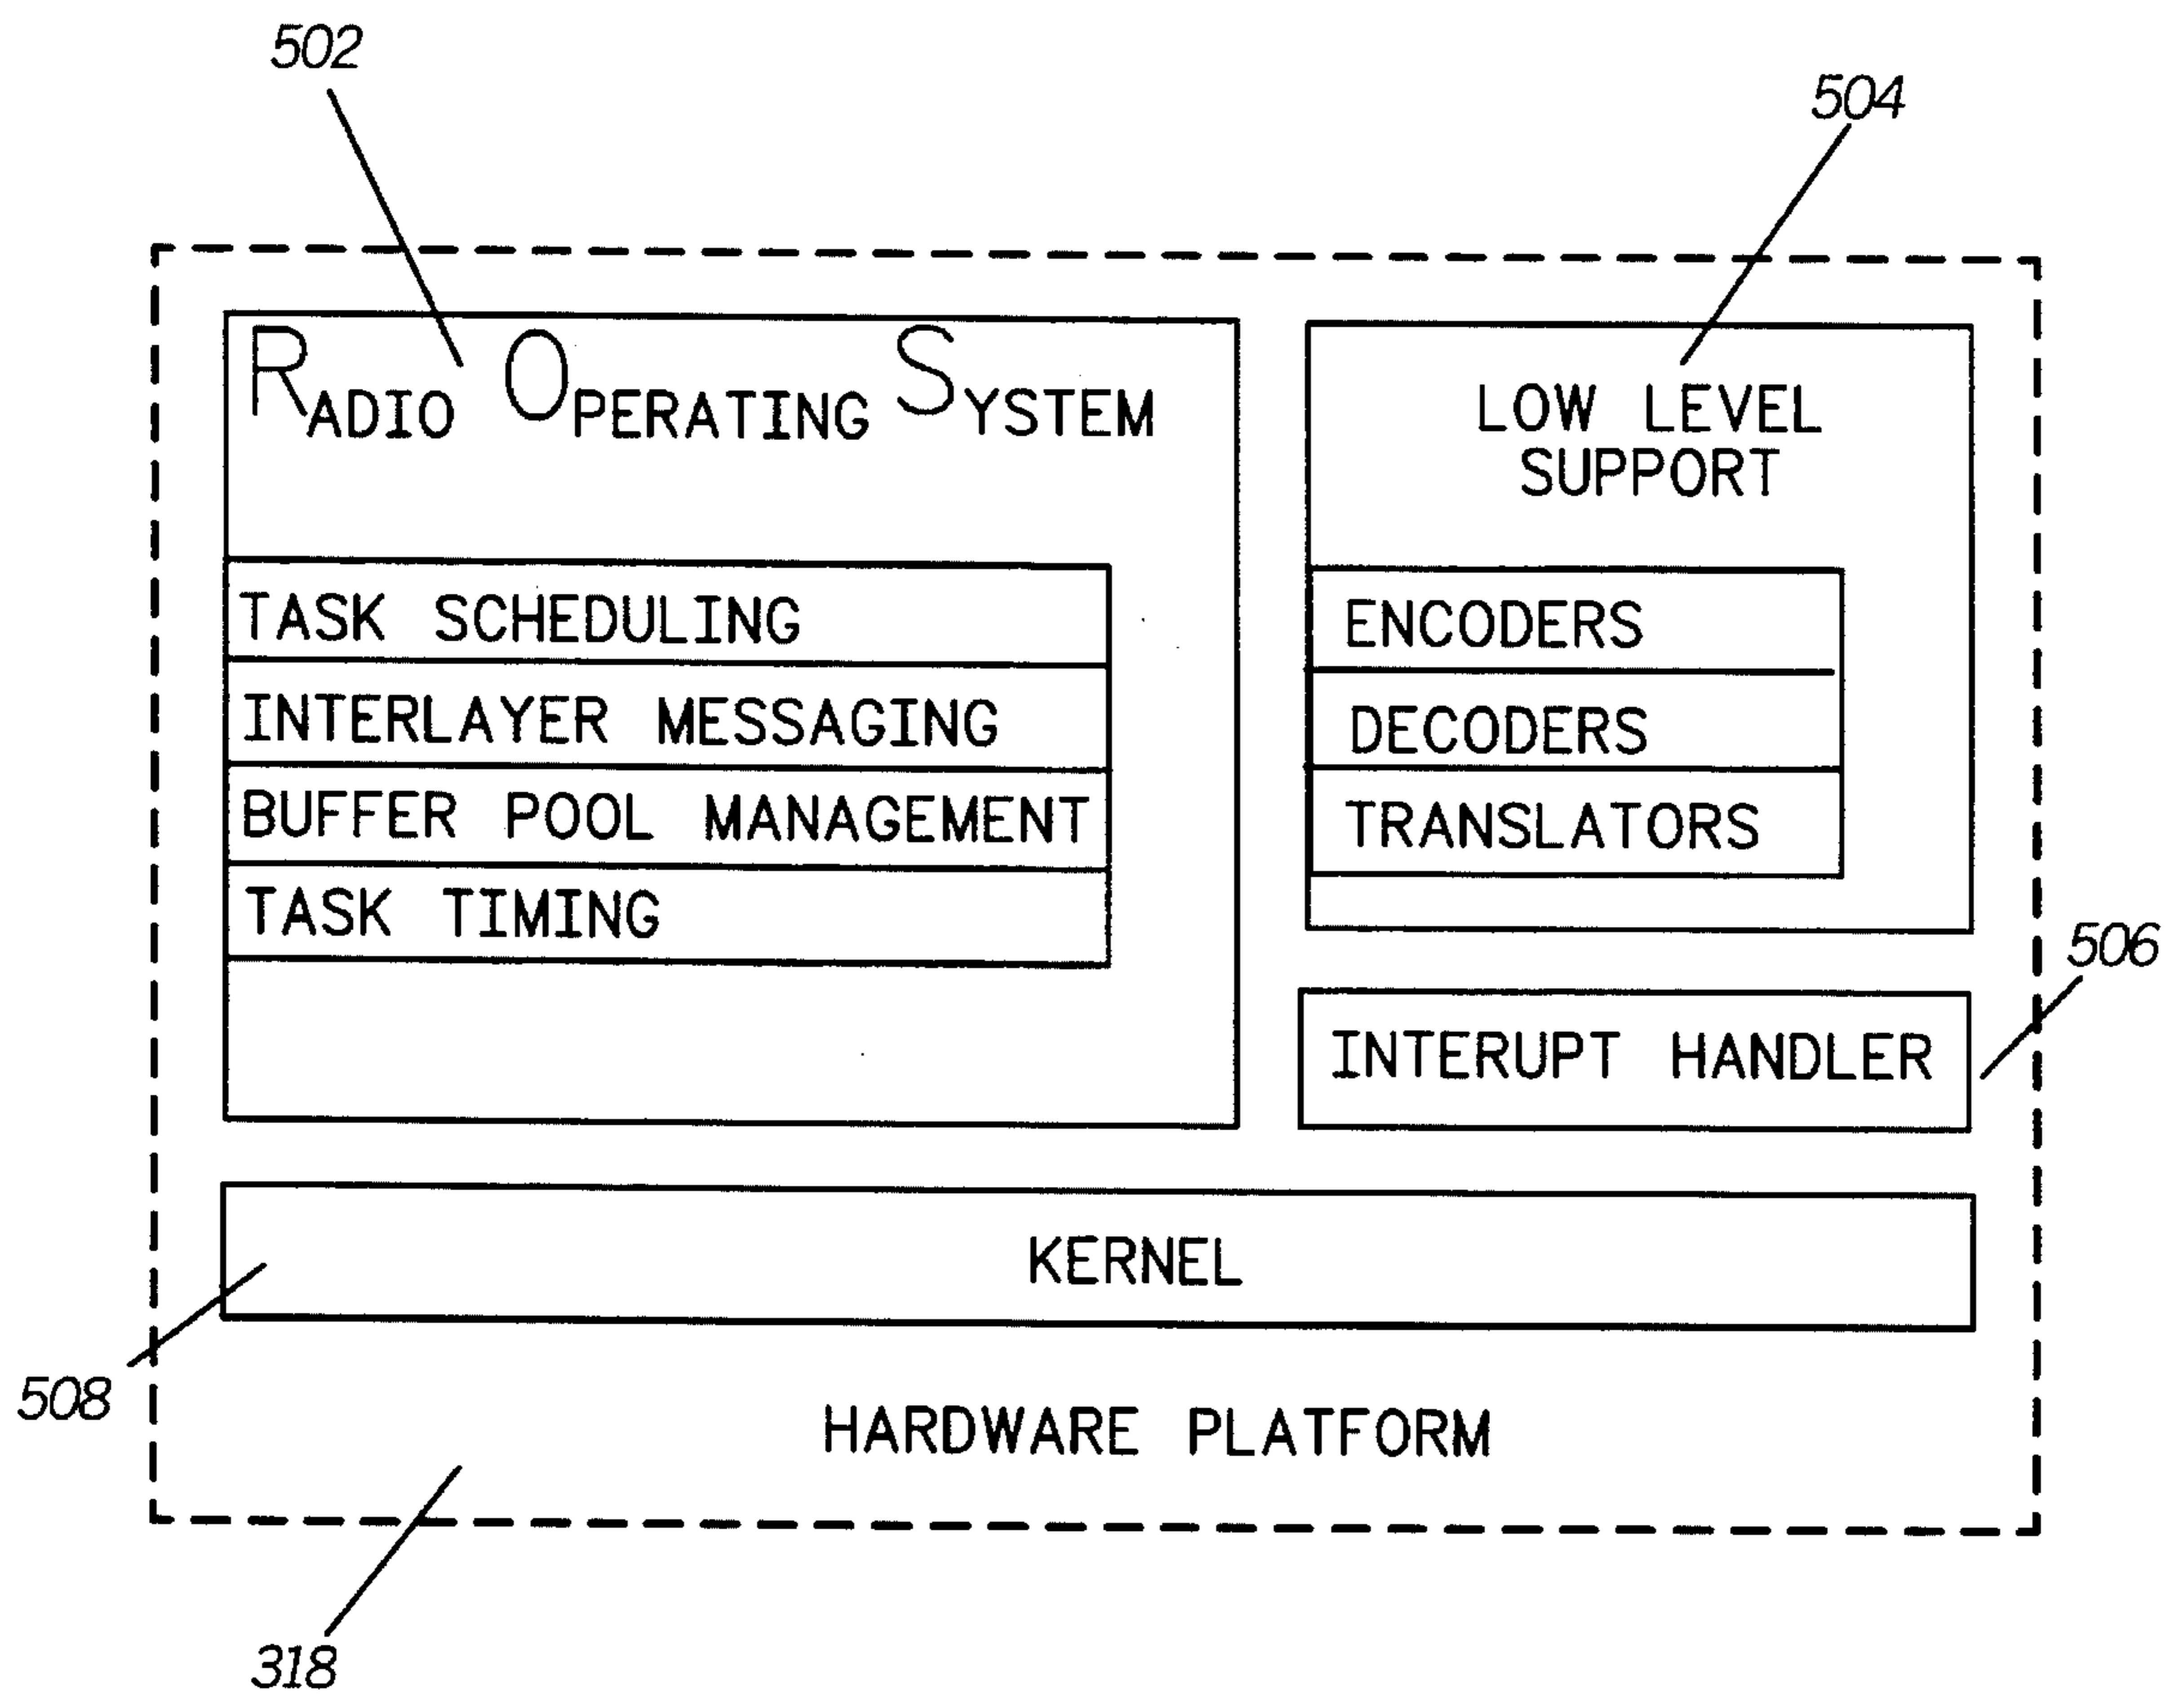 502
504
RADIO OPERATING SYSTEM
LOW LEVEL
SUPPORT
TASK SCHEDULING
INTERLAYER MESSAGING
BUFFER POOL MANAGEMENT
TASK TIMING
ENCODERS
DECODERS
TRANSLATORS
506
INTERUPT HANDLER
KERNEL
508
HARDWARE PLATFORM
318